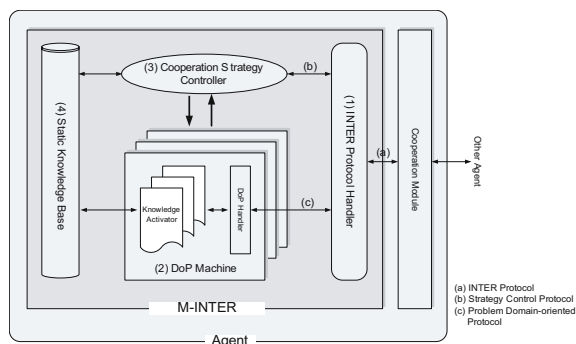 (3) Cooperation S trategy
Controller
(b)
(4) Static Knowledge Base
(1) INTER Protocol Handler
(a)
Cooperation Module
Other
Agent
Knowledge
Activator
DoP Handler
(c)
(2) DoP Machine
M-INTER
Agent
(a) INTER Protocol
(b) Strategy Control Protocol
(c) Problem Domain-oriented
Protocol